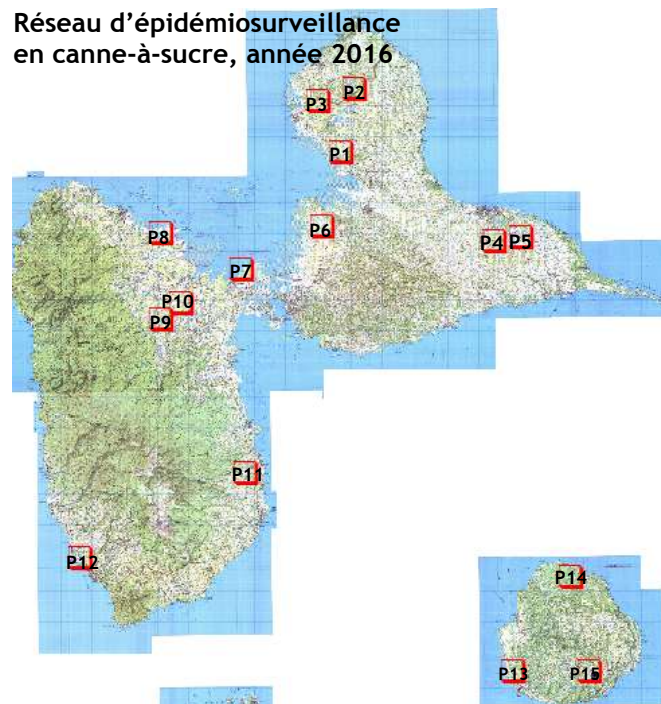 Réseau d'épidémiosurveillance
en canne-à-sucre, année 2016
P2
P3
P1
P6
P4
P5
P8
P7
P10
P9
P11
P12
P14
P13
P15